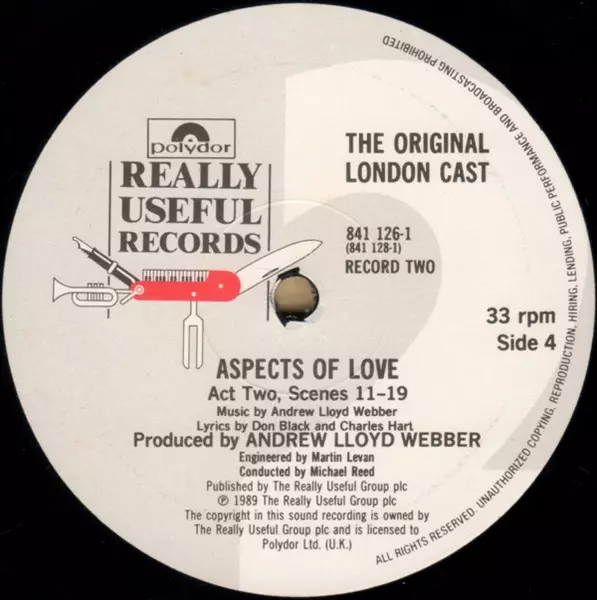 polydor
REALLY
USEFUL
RECORDS
THE ORIGINAL
LONDON CAST
841 126-1
(841 128-1)
RECORD TWO
33 rpm
Side 4
ASPECTS OF LOVE
Act Two, Scenes 11–19
Music by Andrew Lloyd Webber
Lyrics by Don Black and Charles Hart
Produced by ANDREW LLOYD WEBBER
Engineered by Martin Levan
Conducted by Michael Reed
Published by The Really Useful Group plc
℗ 1989 The Really Useful Group plc
The copyright in this sound recording is owned by
The Really Useful Group plc and is licensed to
Polydor Ltd. (U.K.)
ALL RIGHTS RESERVED. UNAUTHORIZED COPYING, REPRODUCTION, HIRING, LENDING, PUBLIC PERFORMANCE AND BROADCASTING PROHIBITED